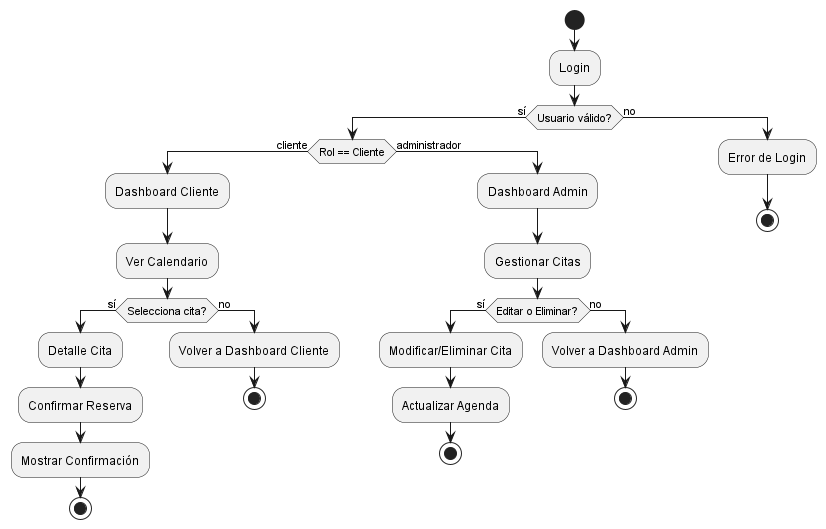 Login
sí
Usuario válido?
no
cliente
Rol == Cliente
administrador
Error de Login
Dashboard Cliente
Dashboard Admin
Ver Calendario
Gestionar Citas
sí
Selecciona cita?
no
sí
Editar o Eliminar?
no
Detalle Cita
Volver a Dashboard Cliente
Modificar/Eliminar Cita
Volver a Dashboard Admin
Confirmar Reserva
Actualizar Agenda
Mostrar Confirmación